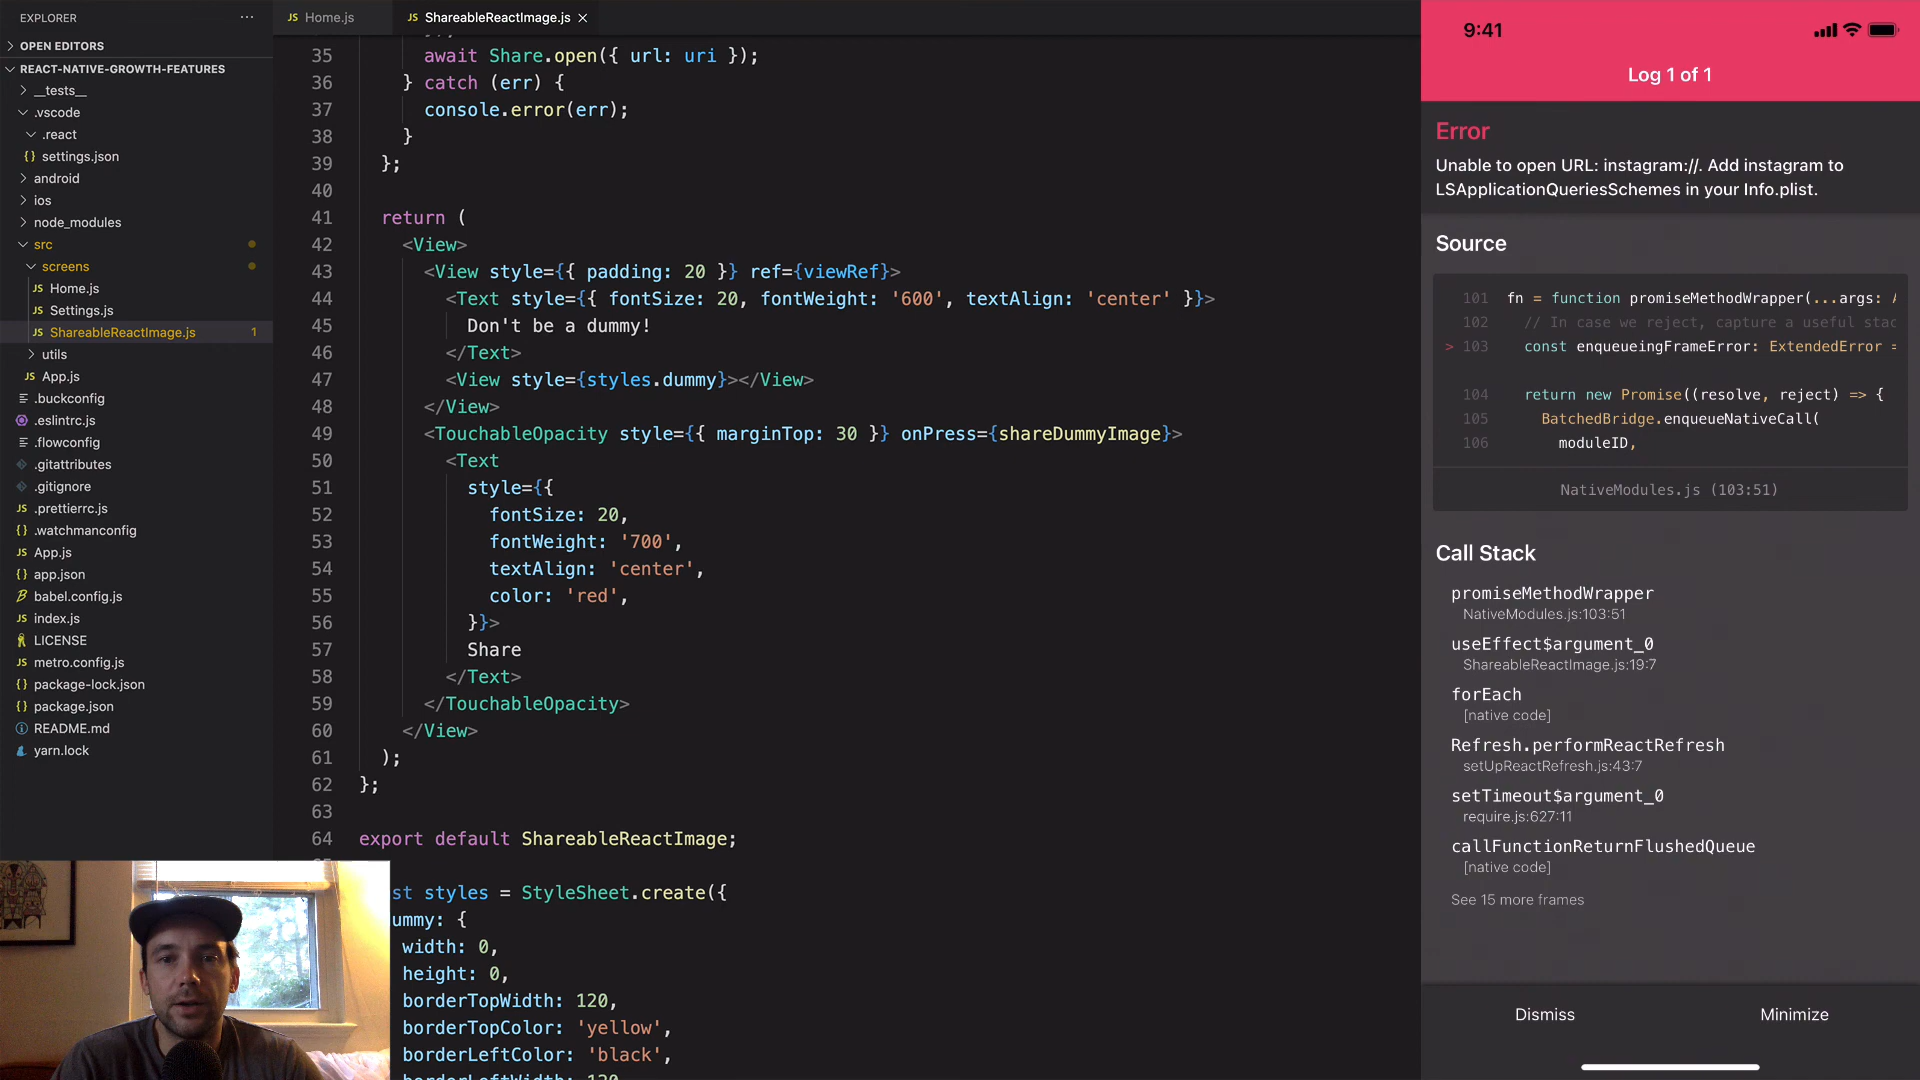 EXPLORER
OPEN EDITORS
REACT-NATIVE-GROWTH-FEATURES
__tests__
.vscode
.react
{} settings.json
android
ios
node_modules
src
screens
JS Home.js
JS Settings.js
JS ShareableReactImage.js 1
utils
JS App.js
.buckconfig
.eslintrc.js
.flowconfig
.gitattributes
.gitignore
JS .prettierrc.js
.watchmanconfig
JS App.js
{} app.json
babel.config.js
JS index.js
LICENSE
JS metro.config.js
{} package-lock.json
{} package.json
README.md
yarn.lock
JS Home.js
JS ShareableReactImage.js
35 await Share.open({ url: uri });
36 } catch (err) {
37 console.error(err);
38 }
39 };
40
41 return (
42 <View>
43 <View style={{ padding: 20 }} ref={viewRef}>
44 <Text style={{ fontSize: 20, fontWeight: '600', textAlign: 'center' }}>
45 Don't be a dummy!
46 </Text>
47 <View style={styles.dummy}></View>
48 </View>
49 <TouchableOpacity style={{ marginTop: 30 }} onPress={shareDummyImage}>
50 <Text
51 style={{
52 fontSize: 20,
53 fontWeight: '700',
54 textAlign: 'center',
55 color: 'red',
56 }}>
57 Share
58 </Text>
59 </TouchableOpacity>
60 </View>
61 );
62 };
63
64 export default ShareableReactImage;
st styles = StyleSheet.create({
ummy: {
width: 0,
height: 0,
borderTopWidth: 120,
borderTopColor: 'yellow',
borderLeftColor: 'black',
9:41
Log 1 of 1
Error
Unable to open URL: instagram://. Add instagram to
LSApplicationQueriesSchemes in your Info.plist.
Source
101 fn = function promiseMethodWrapper(...args: A
102 // In case we reject, capture a useful stac
> 103 const enqueueingFrameError: ExtendedError =
104 return new Promise((resolve, reject) => {
105 BatchedBridge.enqueueNativeCall(
106 moduleID,
NativeModules.js (103:51)
Call Stack
promiseMethodWrapper
NativeModules.js:103:51
useEffect$argument_0
ShareableReactImage.js:19:7
forEach
[native code]
Refresh.performReactRefresh
setUpReactRefresh.js:43:7
setTimeout$argument_0
require.js:627:11
callFunctionReturnFlushedQueue
[native code]
See 15 more frames
Dismiss
Minimize